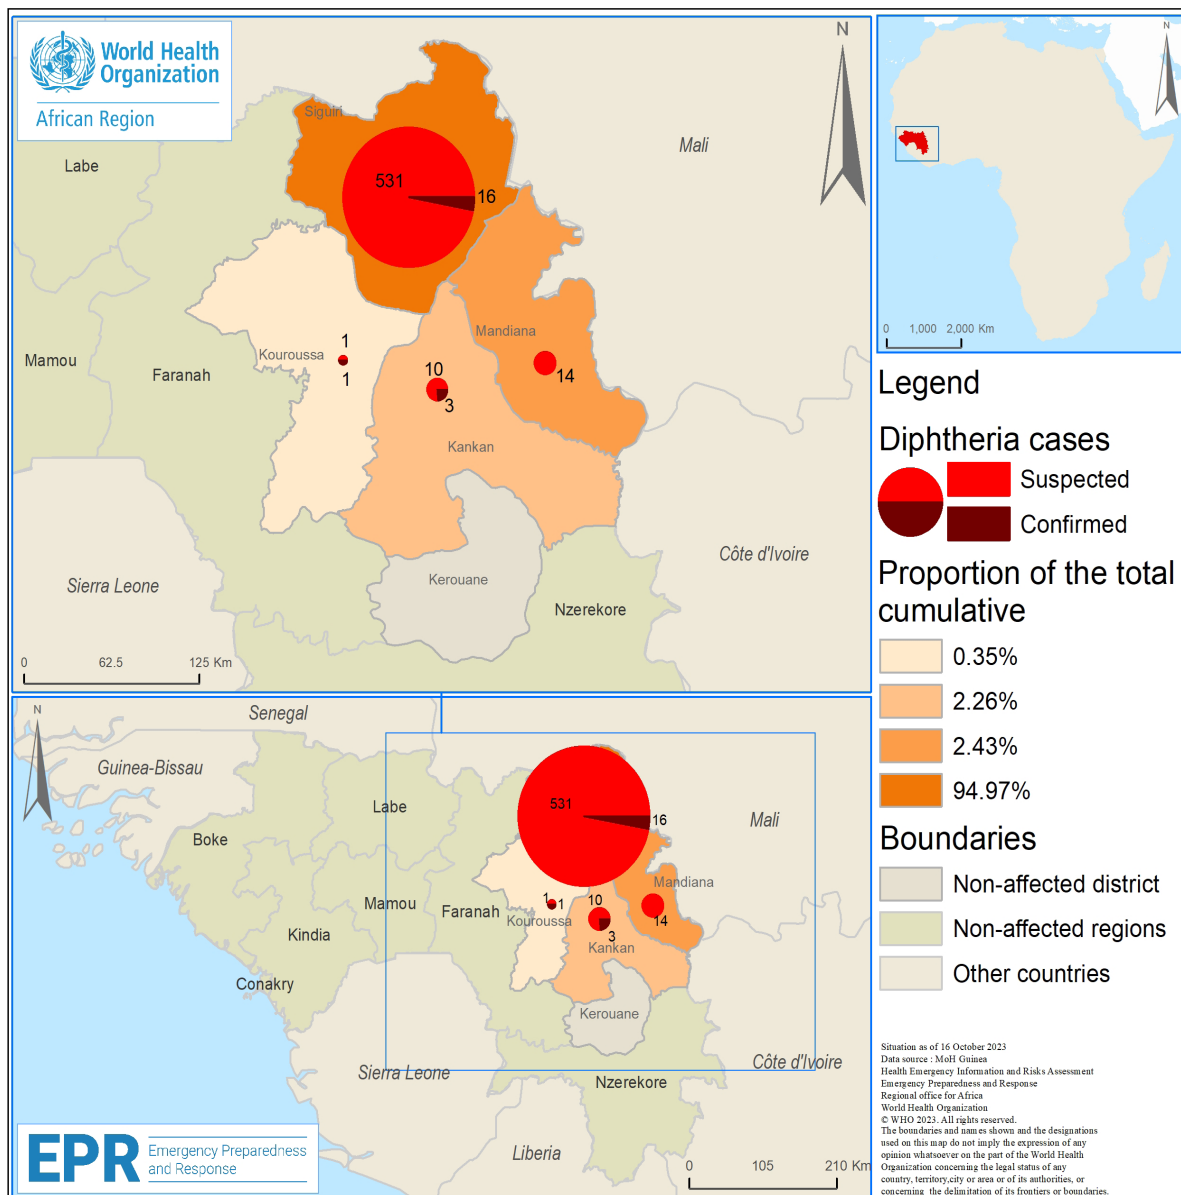 World Health
Organization
African Region
N
Siguiri
Mali
Labe
531
16
Mandiana
14
Kouroussa
1
1
10
3
Kankan
Mamou
Faranah
Kerouane
Côte d'Ivoire
Sierra Leone
Nzerekore
0 62.5 125 Km
N
0 1,000 2,000 Km
Legend
Diphtheria cases
Suspected
Confirmed
Proportion of the total
cumulative
0.35%
2.26%
2.43%
94.97%
Boundaries
Non-affected district
Non-affected regions
Other countries
N
Senegal
Guinea-Bissau
Labe
Boke
Mali
531
16
Mandiana
14
Mamou
Faranah
1 1
Kouroussa
10
3
Kankan
Kindia
Conakry
Kerouane
Sierra Leone
Côte d'Ivoire
Nzerekore
Liberia
0 105 210 Km
EPR
Emergency Preparedness
and Response
Situation as of 16 October 2023
Data source : MoH Guinea
Health Emergency Information and Risks Assessment
Emergency Preparedness and Response
Regional office for Africa
World Health Organization
© WHO 2023. All rights reserved.
The boundaries and names shown and the designations
used on this map do not imply the expression of any
opinion whatsoever on the part of the World Health
Organization concerning the legal status of any
country, territory,city or area or of its authorities, or
concerning the delimitation of its frontiers or boundaries.